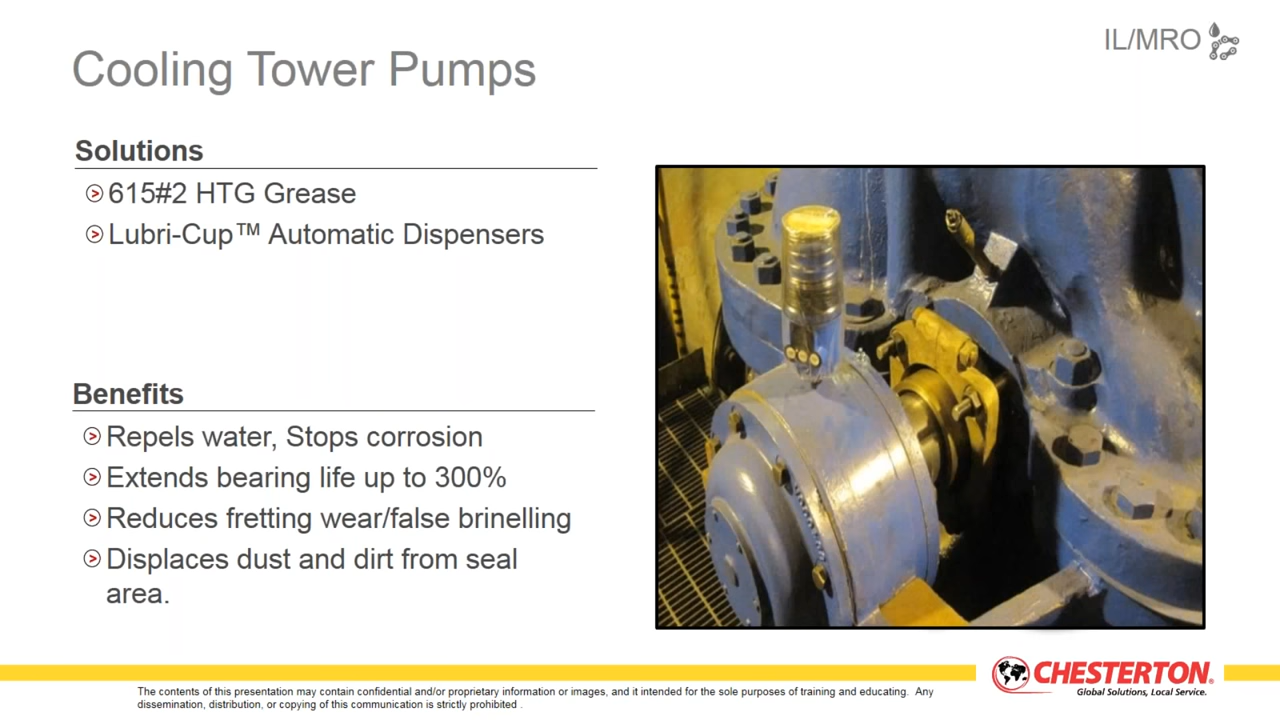 IL/MRO
Cooling Tower Pumps
Solutions
615#2 HTG Grease
Lubri-Cup™ Automatic Dispensers
Benefits
Repels water, Stops corrosion
Extends bearing life up to 300%
Reduces fretting wear/false brinelling
Displaces dust and dirt from seal
area.
CHESTERTON®
Global Solutions, Local Service.
The contents of this presentation may contain confidential and/or proprietary information or images, and it intended for the sole purposes of training and educating. Any
dissemination, distribution, or copying of this communication is strictly prohibited .